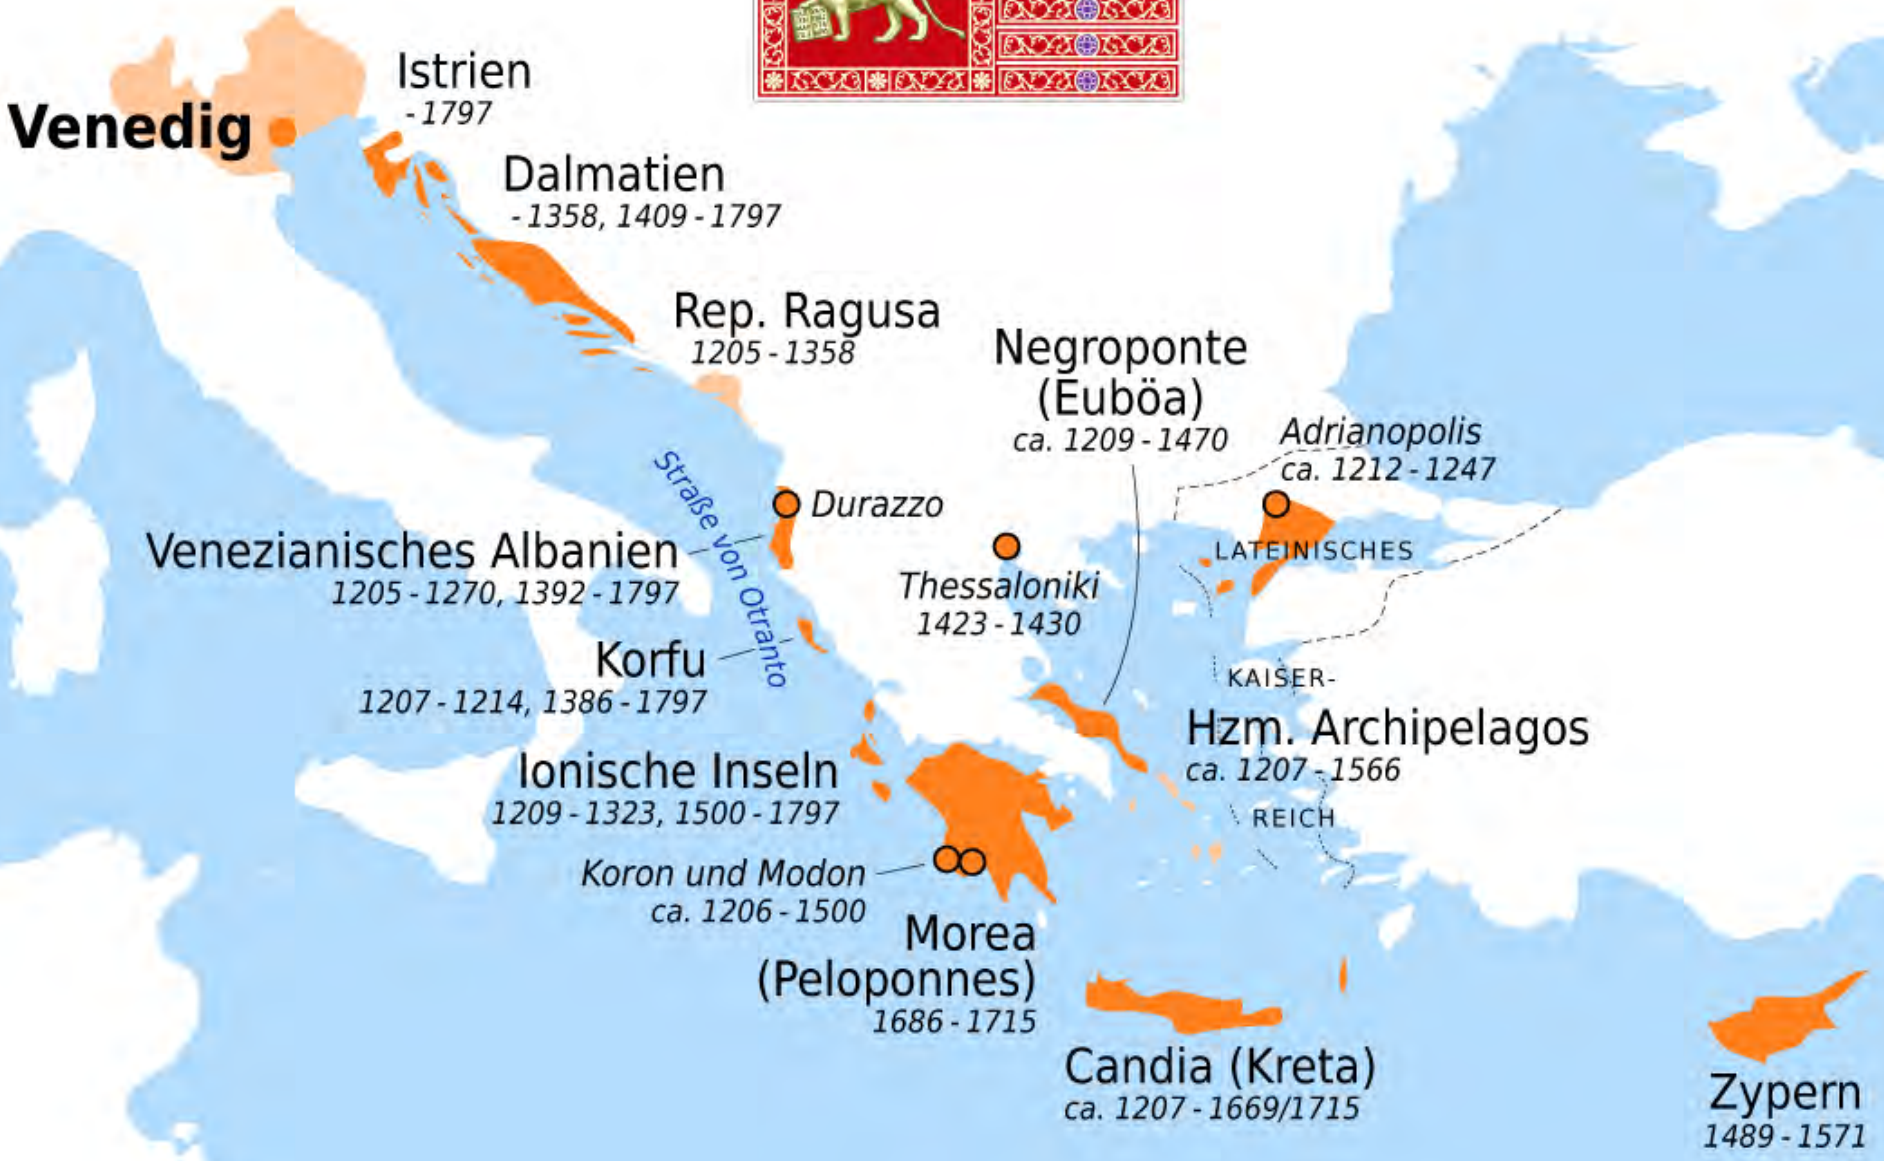 Istrien
- 1797
Venedig
Dalmatien
- 1358, 1409 - 1797
Rep. Ragusa
1205 - 1358
Negroponte
(Euböa)
ca. 1209 - 1470
Adrianopolis
ca. 1212 - 1247
Straße von Otranto
Durazzo
Venezianisches Albanien
1205 - 1270, 1392 - 1797
Thessaloniki
1423 - 1430
LATEINISCHES
Korfu
1207 - 1214, 1386 - 1797
KAISER-
Hzm. Archipelagos
ca. 1207 - 1566
Ionische Inseln
1209 - 1323, 1500 - 1797
REICH
Koron und Modon
ca. 1206 - 1500
Morea
(Peloponnes)
1686 - 1715
Candia (Kreta)
ca. 1207 - 1669/1715
Zypern
1489 - 1571